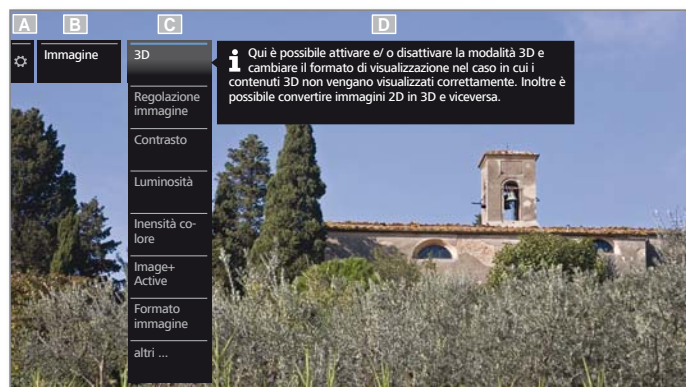 A
B
C
D
Immagine
3D
Qui è possibile attivare e/ o disattivare la modalità 3D e
cambiare il formato di visualizzazione nel caso in cui i
contenuti 3D non vengano visualizzati correttamente. Inoltre è
possibile convertire immagini 2D in 3D e viceversa.
Regolazione
immagine
Contrasto
Luminosità
Inensità co-
lore
Image+
Active
Formato
immagine
altri ...